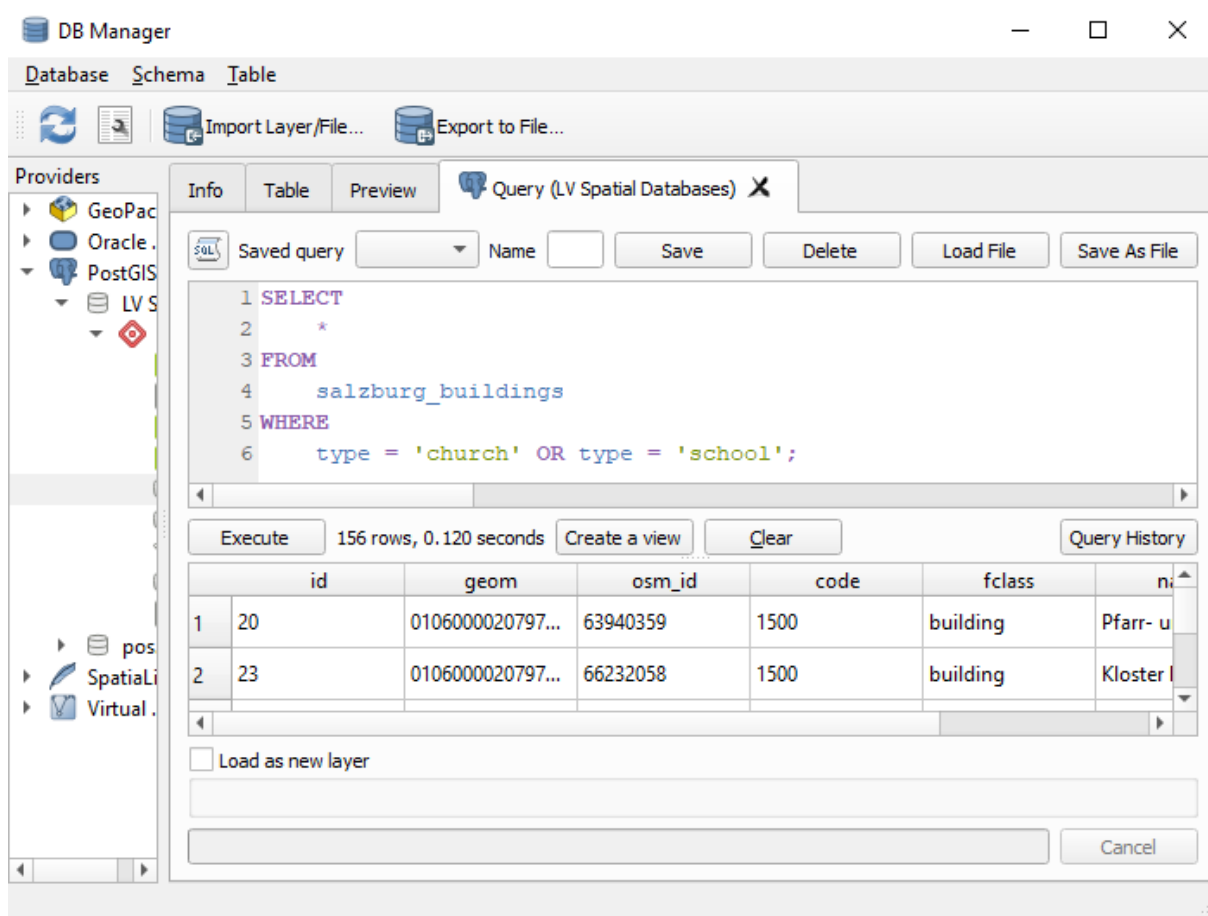 DB Manager
Database Schema Table
Import Layer/File... Export to File...
Providers
GeoPac
Oracle .
PostGIS
LV S
pos
SpatiaLi
Virtual .
Info Table Preview Query (LV Spatial Databases)
SQL Saved query Name Save Delete Load File Save As File
1 SELECT
2 *
3 FROM
4 salzburg_buildings
5 WHERE
6 type = 'church' OR type = 'school';
Execute 156 rows, 0.120 seconds Create a view Clear Query History
id geom osm_id code fclass na
1 20 0106000020797... 63940359 1500 building Pfarr- u
2 23 0106000020797... 66232058 1500 building Kloster
Load as new layer
Cancel